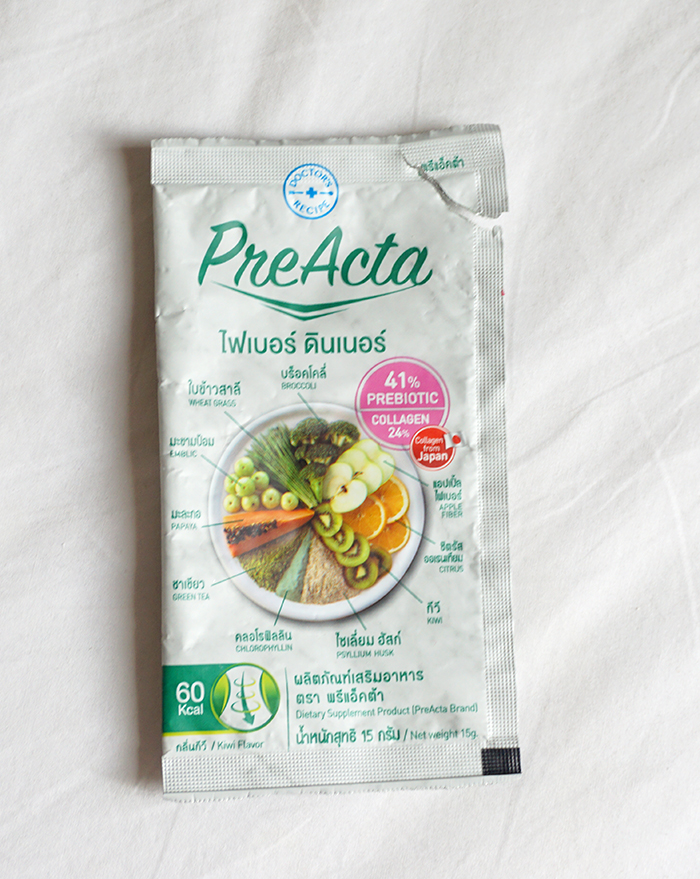 พรีแอ็คต้า
DOCTOR'S
RECIPE
PreActa
ไฟเบอร์ ดินเนอร์
บร็อคโคลี่
BROCCOLI
ใบข้าวสาลี
WHEAT GRASS
41%
PREBIOTIC
COLLAGEN
24%
Collagen
from
Japan
มะขามป้อม
EMBLIC
แอปเปิ้ล
ไฟเบอร์
APPLE
FIBER
มะละกอ
PAPAYA
ซิตรัส
ออเรนเทียม
CITRUS
ชาเขียว
GREEN TEA
กีวี
KIWI
คลอโรฟิลลิน
CHLOROPHYLLIN
ไซเลี่ยม ฮัสก์
PSYLLIUM HUSK
60
Kcal
ผลิตภัณฑ์เสริมอาหาร
ตรา พรีแอ็คต้า
Dietary Supplement Product (PreActa Brand)
น้ำหนักสุทธิ 15 กรัม / Net weight 15g.
กลิ่นกีวี / Kiwi Flavor